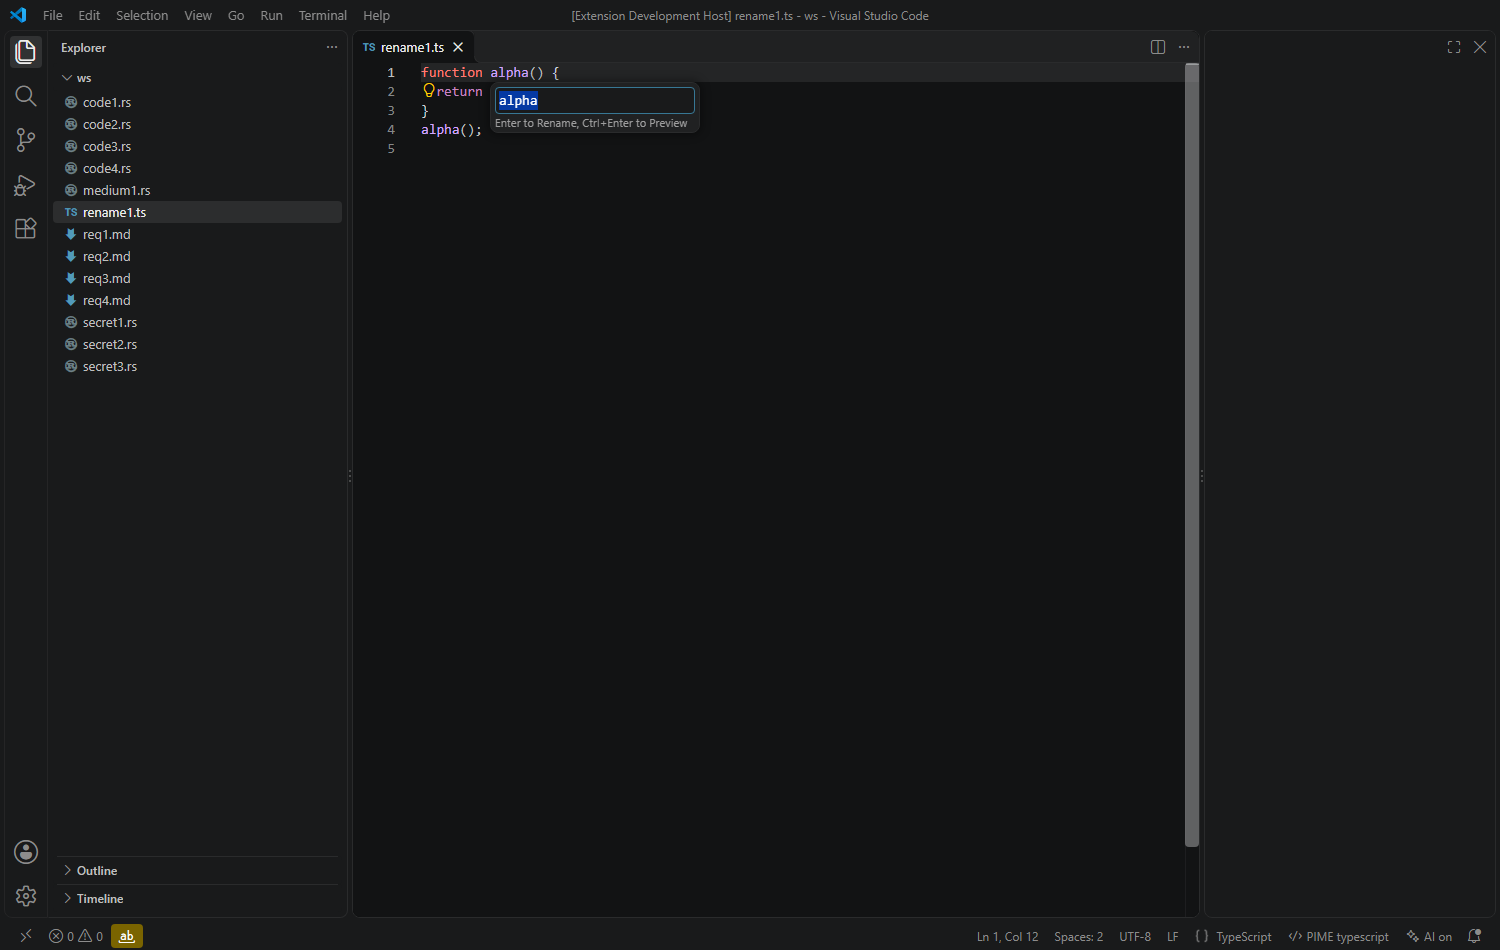 File Edit Selection View Go Run Terminal Help
[Extension Development Host] rename1.ts - ws - Visual Studio Code
Explorer
ws
code1.rs
code2.rs
code3.rs
code4.rs
medium1.rs
TS rename1.ts
req1.md
req2.md
req3.md
req4.md
secret1.rs
secret2.rs
secret3.rs
Outline
Timeline
TS rename1.ts
1 function alpha() {
2 return
3 }
4 alpha();
5
alpha
Enter to Rename, Ctrl+Enter to Preview
0 0 ab
Ln 1, Col 12 Spaces: 2 UTF-8 LF { } TypeScript </> PIME typescript AI on